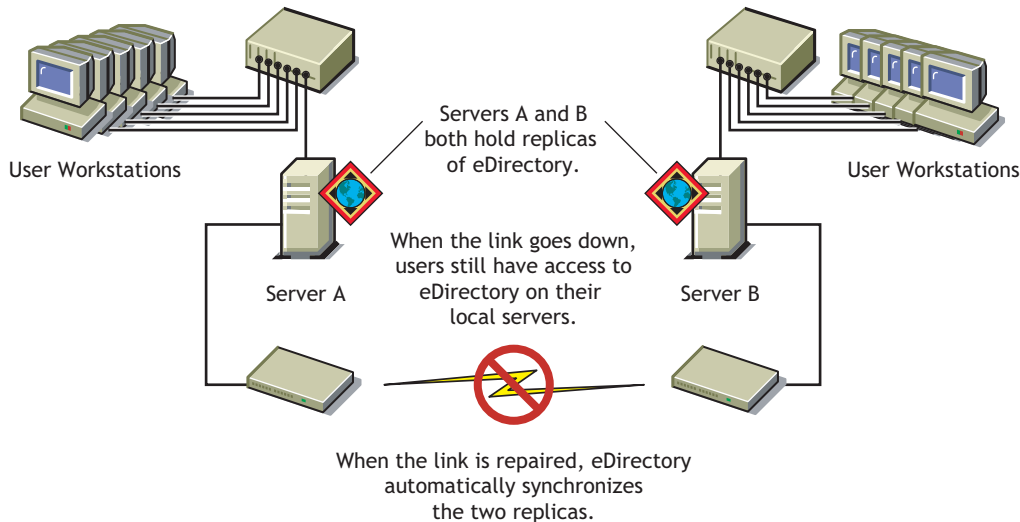 Servers A and B
both hold replicas
of eDirectory.
User Workstations
User Workstations
When the link goes down,
users still have access to
eDirectory on their
local servers.
Server A
Server B
When the link is repaired, eDirectory
automatically synchronizes
the two replicas.